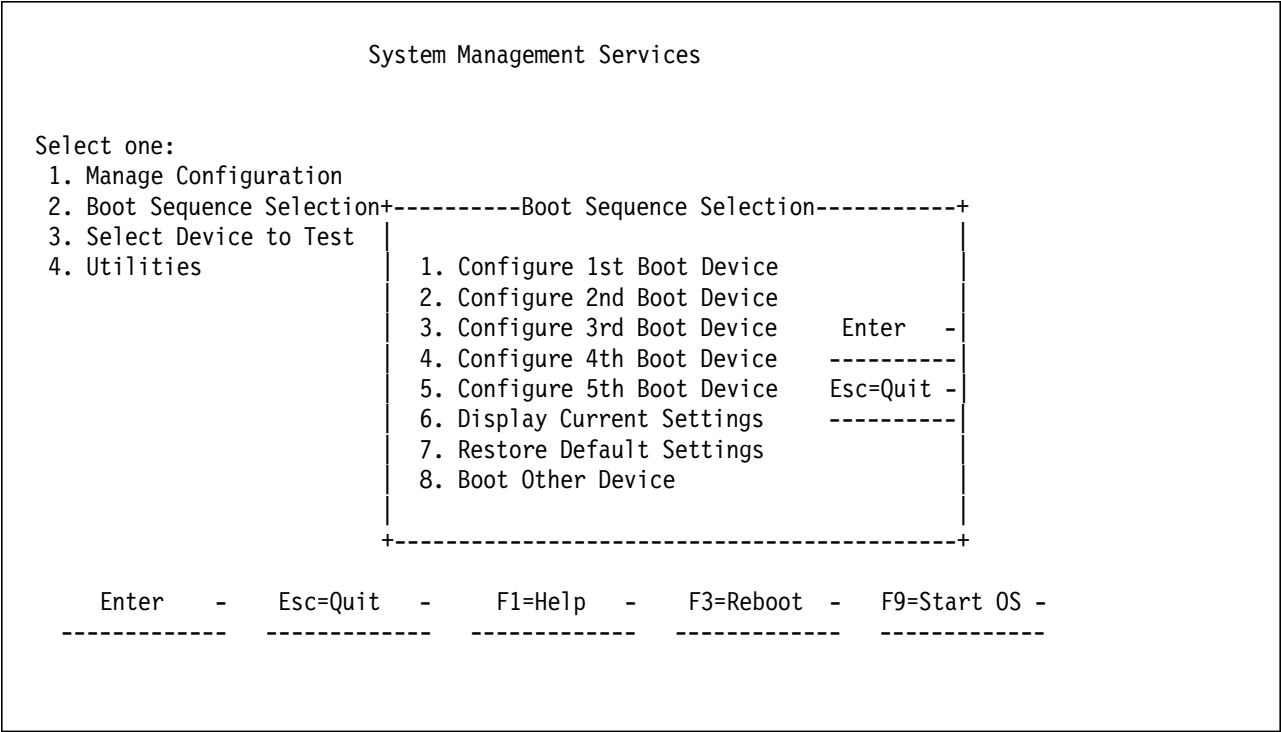 System Management Services
Select one:
1. Manage Configuration
2. Boot Sequence Selection+----------Boot Sequence Selection-----------+
3. Select Device to Test | |
4. Utilities | 1. Configure 1st Boot Device |
| 2. Configure 2nd Boot Device |
| 3. Configure 3rd Boot Device Enter -|
| 4. Configure 4th Boot Device ----------|
| 5. Configure 5th Boot Device Esc=Quit -|
| 6. Display Current Settings ----------|
| 7. Restore Default Settings |
| 8. Boot Other Device |
| |
+--------------------------------------------+
Enter - Esc=Quit - F1=Help - F3=Reboot - F9=Start OS -
------------- ------------- ------------- ------------- -------------